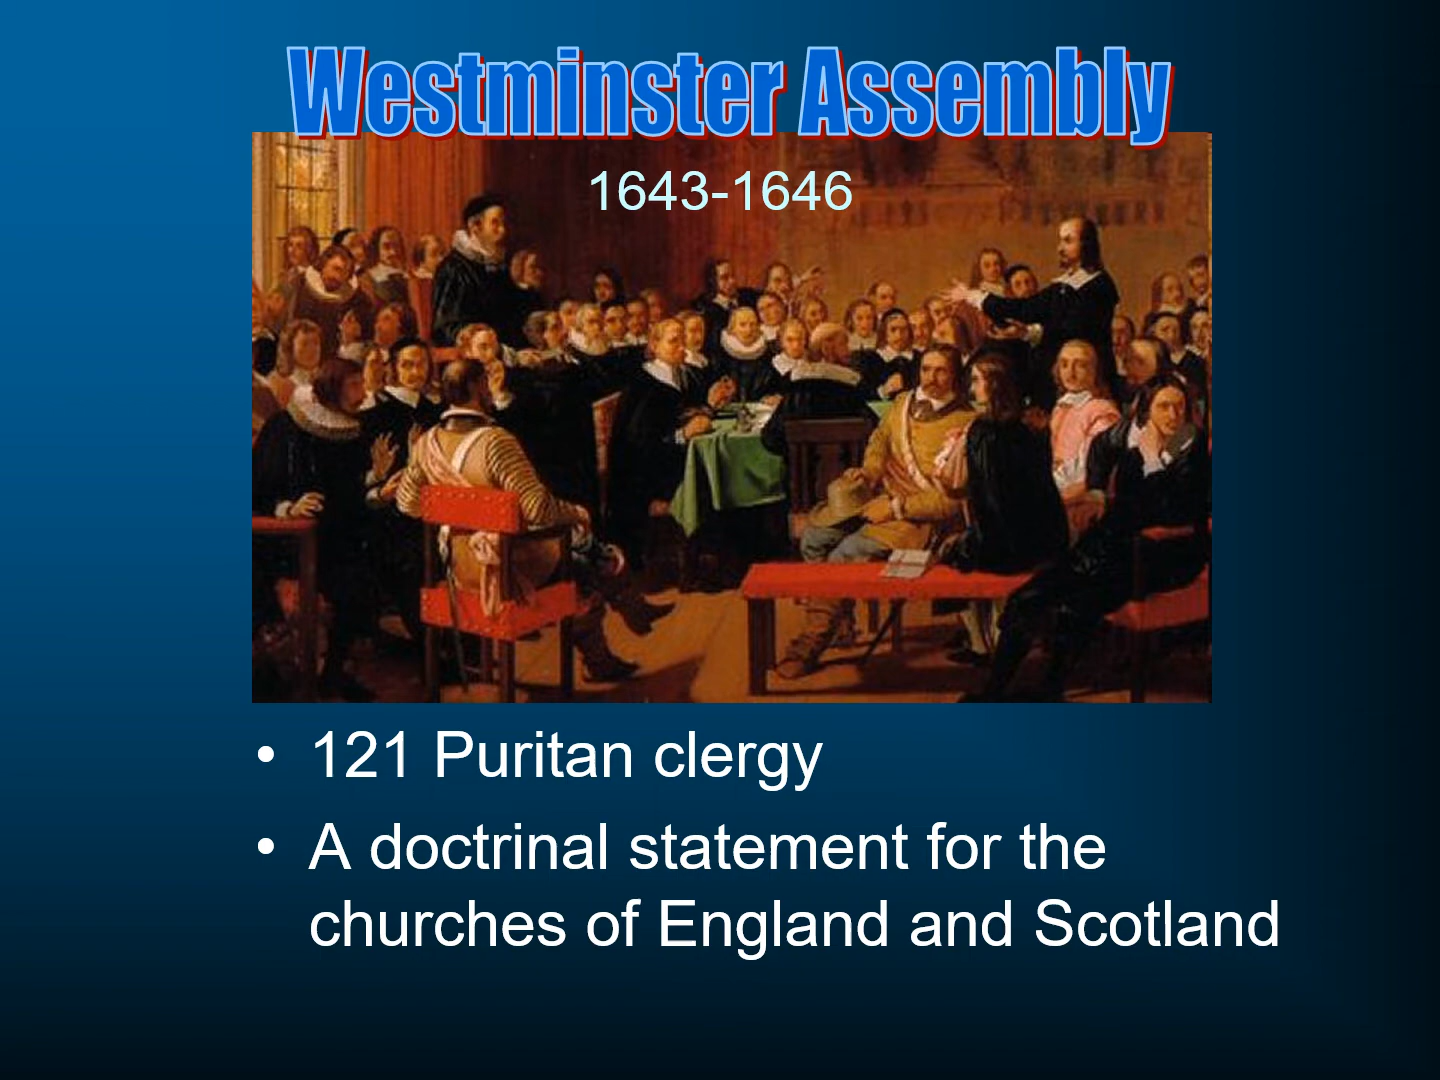 Westminster Assembly
1643-1646
• 121 Puritan clergy
• A doctrinal statement for the
churches of England and Scotland